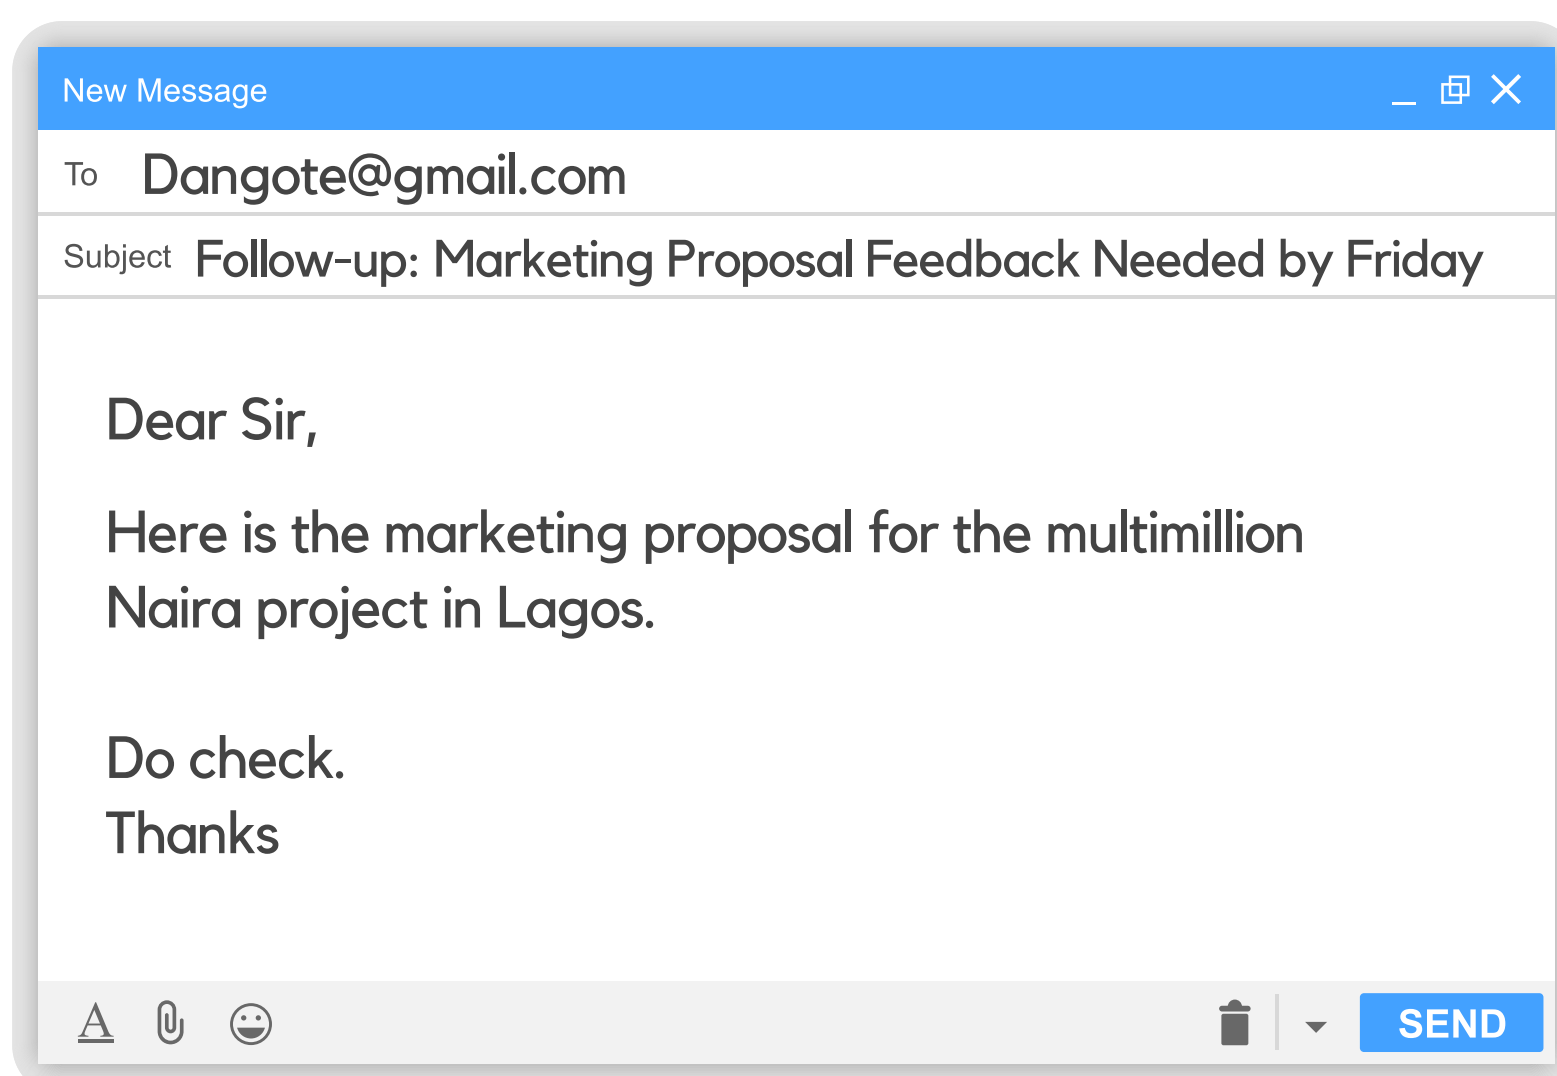 New Message
To Dangote@gmail.com
Subject Follow-up: Marketing Proposal Feedback Needed by Friday
Dear Sir,
Here is the marketing proposal for the multimillion
Naira project in Lagos.
Do check.
Thanks
A
SEND